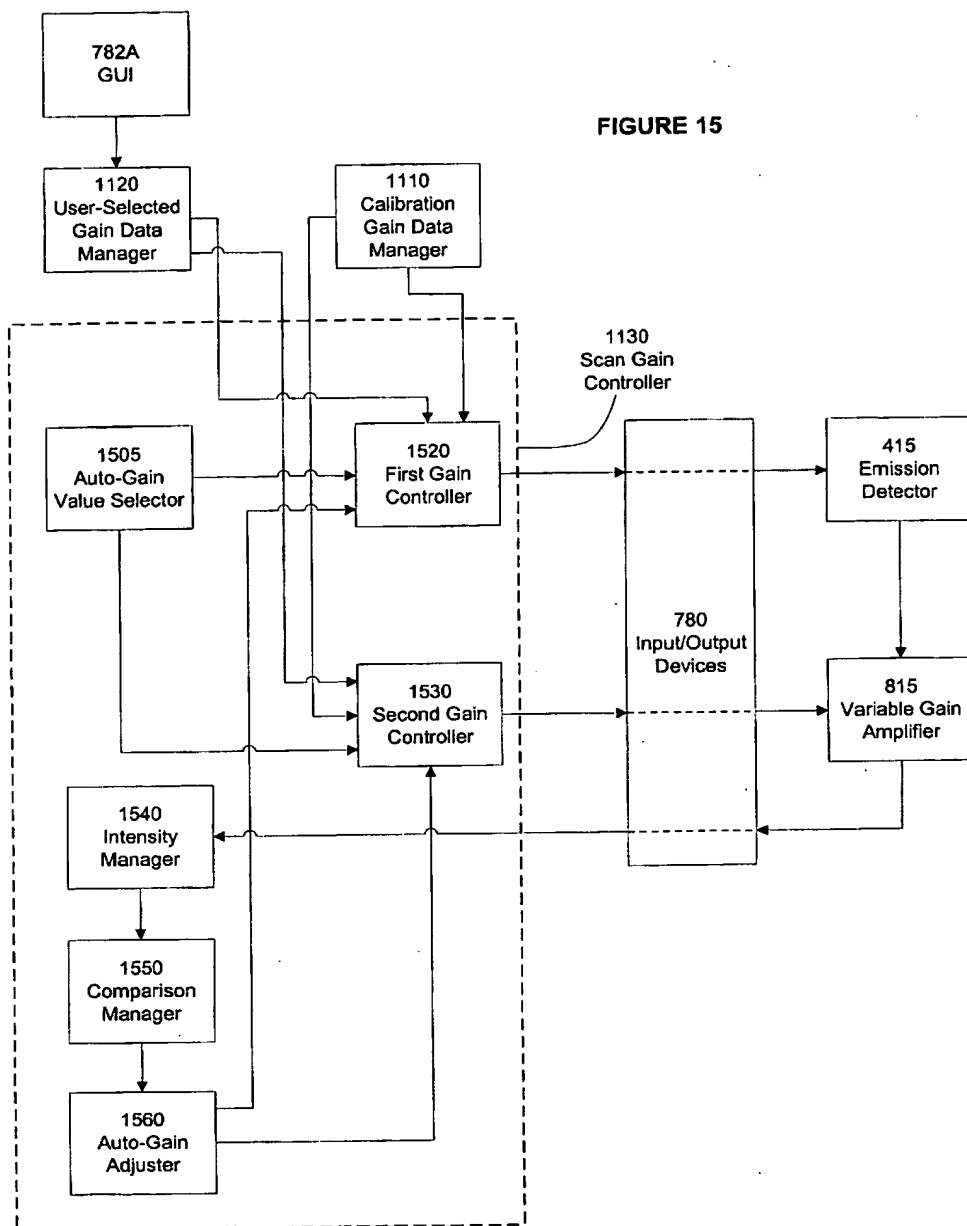 782A
GUI
FIGURE 15
1120
User-Selected
Gain Data
Manager
1110
Calibration
Gain Data
Manager
1130
Scan Gain
Controller
1505
Auto-Gain
Value Selector
1520
First Gain
Controller
415
Emission
Detector
780
Input/Output
Devices
1530
Second Gain
Controller
815
Variable Gain
Amplifier
1540
Intensity
Manager
1550
Comparison
Manager
1560
Auto-Gain
Adjuster